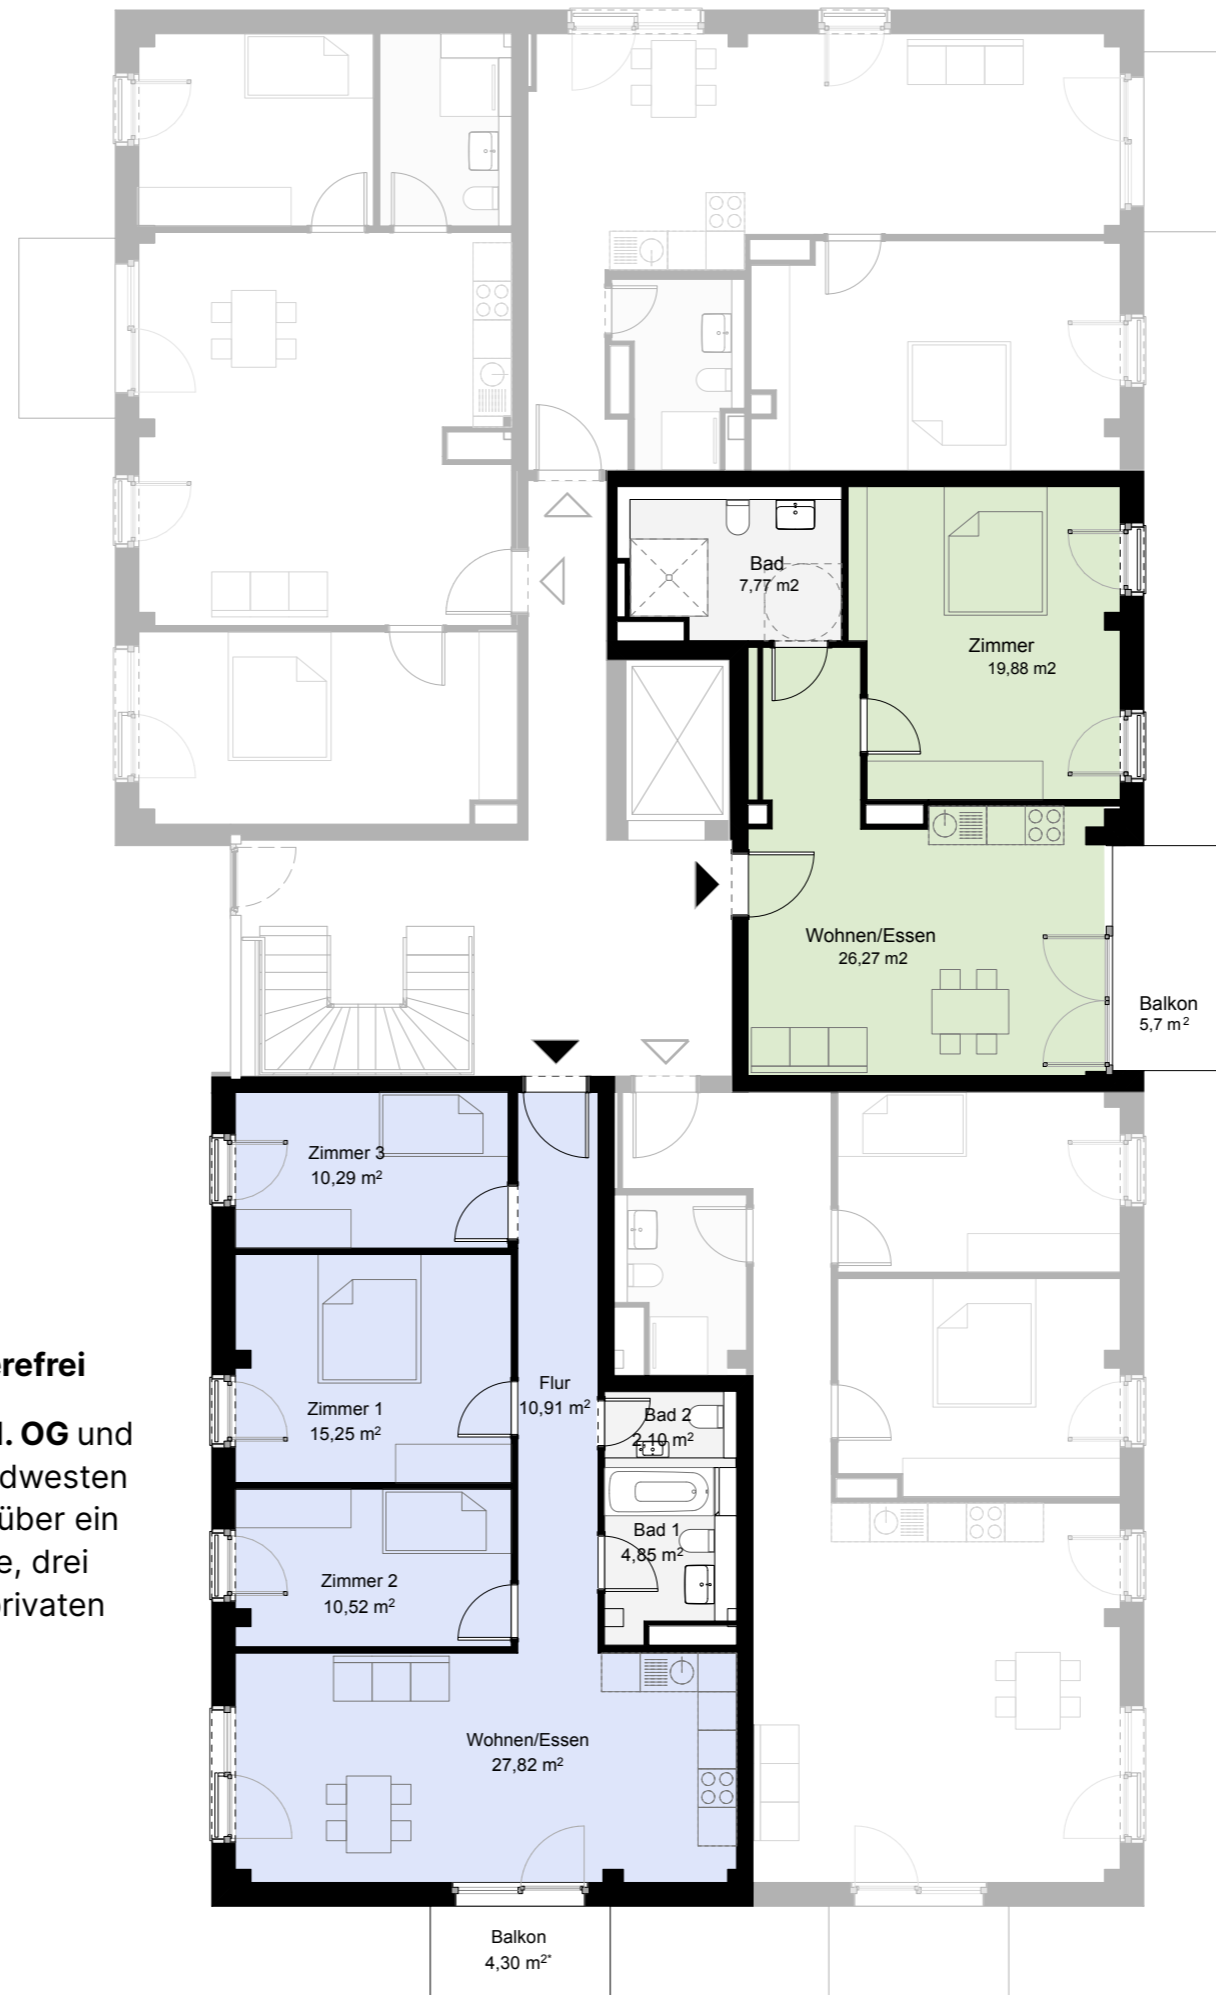 Bad
7,77 m2
Zimmer
19,88 m2
Wohnen/Essen
26,27 m2
Balkon
5,7 m²
Zimmer 3
10,29 m²
Zimmer 1
15,25 m²
Flur
10,91 m²
Bad 2
2,10 m²
Bad 1
4,85 m²
Zimmer 2
10,52 m²
Wohnen/Essen
27,82 m²
Balkon
4,30 m²*
refrei
. OG und
dwesten
über ein
e, drei
privaten